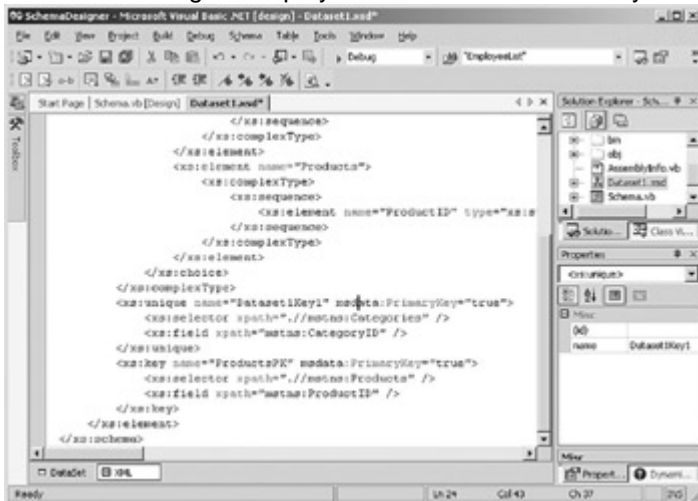 SchemaDesigner - Microsoft Visual Basic .NET [design] - Dataset1.xsd*
File Edit View Project Build Debug Schema Table Tools Window Help
Debug "EmployeeList"
Start Page | Schema.vb [Design] Dataset1.xsd*
Toolbox
</xs:sequence>
</xs:complexType>
</xs:element>
<xs:element name="Products">
<xs:complexType>
<xs:sequence>
<xs:element name="ProductID" type="xs:s
</xs:sequence>
</xs:complexType>
</xs:element>
</xs:choice>
</xs:complexType>
<xs:unique name="Dataset1Key1" msdata:PrimaryKey="true">
<xs:selector xpath=".//mstns:Categories" />
<xs:field xpath="mstns:CategoryID" />
</xs:unique>
<xs:key name="ProductsPK" msdata:PrimaryKey="true">
<xs:selector xpath=".//mstns:Products" />
<xs:field xpath="mstns:ProductID" />
</xs:key>
</xs:element>
</xs:schema>
DataSet XML
Solution Explorer - Sch...
bin
obj
AssemblyInfo.vb
Dataset1.xsd
Schema.vb
Solutio... Class Vi...
Properties
<xs:unique>
Misc
(Id)
name Dataset1Key1
Misc
Propert... Dynami...
Ready Ln 24 Col 43 Ch 37 INS